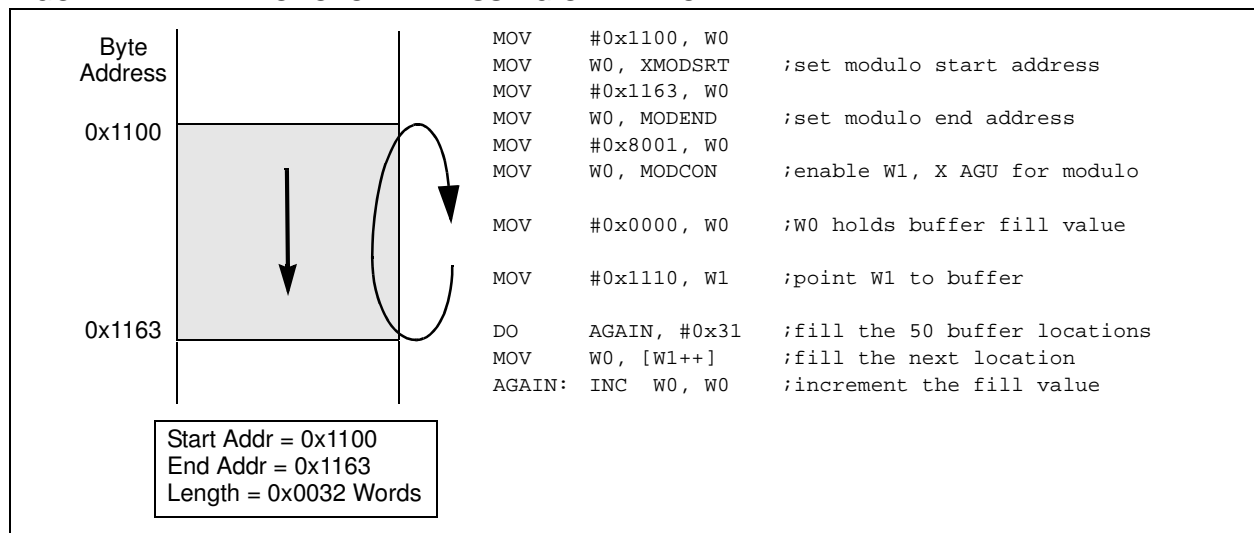 Byte
Address
0x1100
0x1163
Start Addr = 0x1100
End Addr = 0x1163
Length = 0x0032 Words
MOV #0x1100, W0
MOV W0, XMODSRT ;set modulo start address
MOV #0x1163, W0
MOV W0, MODEND ;set modulo end address
MOV #0x8001, W0
MOV W0, MODCON ;enable W1, X AGU for modulo
MOV #0x0000, W0 ;W0 holds buffer fill value
MOV #0x1110, W1 ;point W1 to buffer
DO AGAIN, #0x31 ;fill the 50 buffer locations
MOV W0, [W1++] ;fill the next location
AGAIN: INC W0, W0 ;increment the fill value